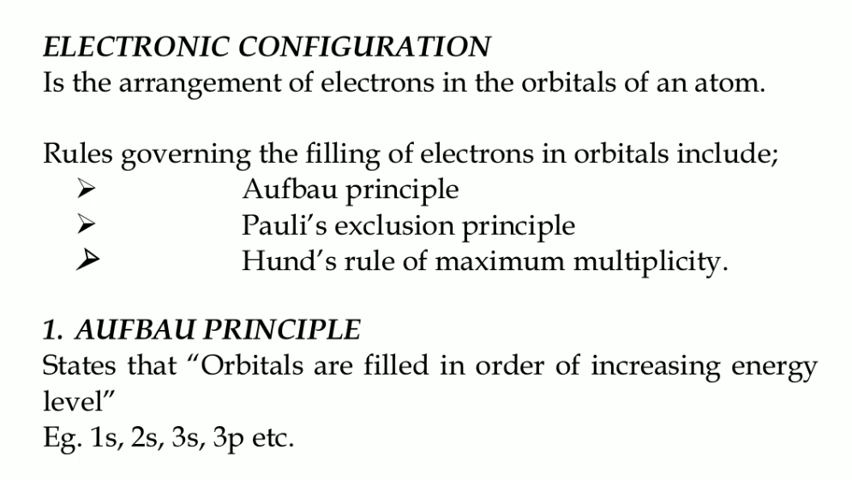 ELECTRONIC CONFIGURATION
Is the arrangement of electrons in the orbitals of an atom.
Rules governing the filling of electrons in orbitals include;
➢ Aufbau principle
➢ Pauli’s exclusion principle
➢ Hund’s rule of maximum multiplicity.
1. AUFBAU PRINCIPLE
States that “Orbitals are filled in order of increasing energy
level”
Eg. 1s, 2s, 3s, 3p etc.